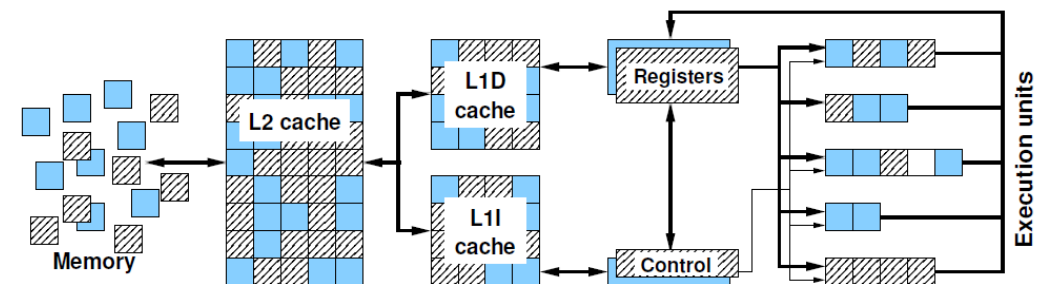 Memory
L2 cache
L1D
cache
L1I
cache
Registers
Control
Execution units